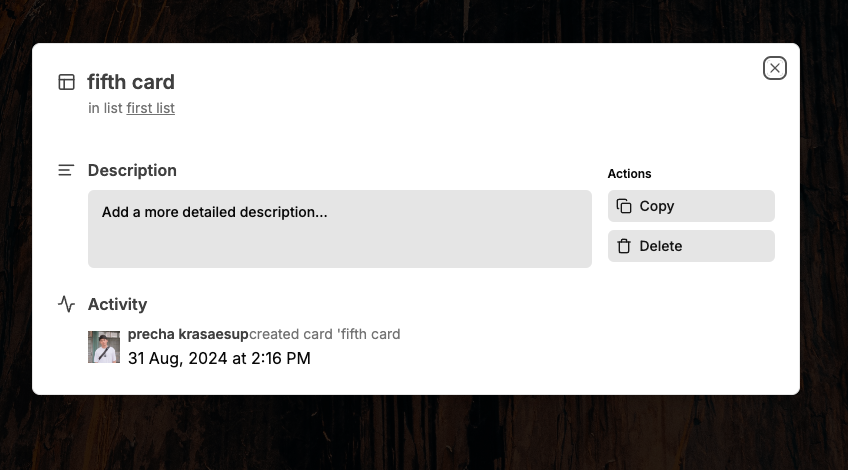 fifth card
in list first list
Description
Add a more detailed description...
Actions
Copy
Delete
Activity
precha krasaesupcreated card 'fifth card
31 Aug, 2024 at 2:16 PM